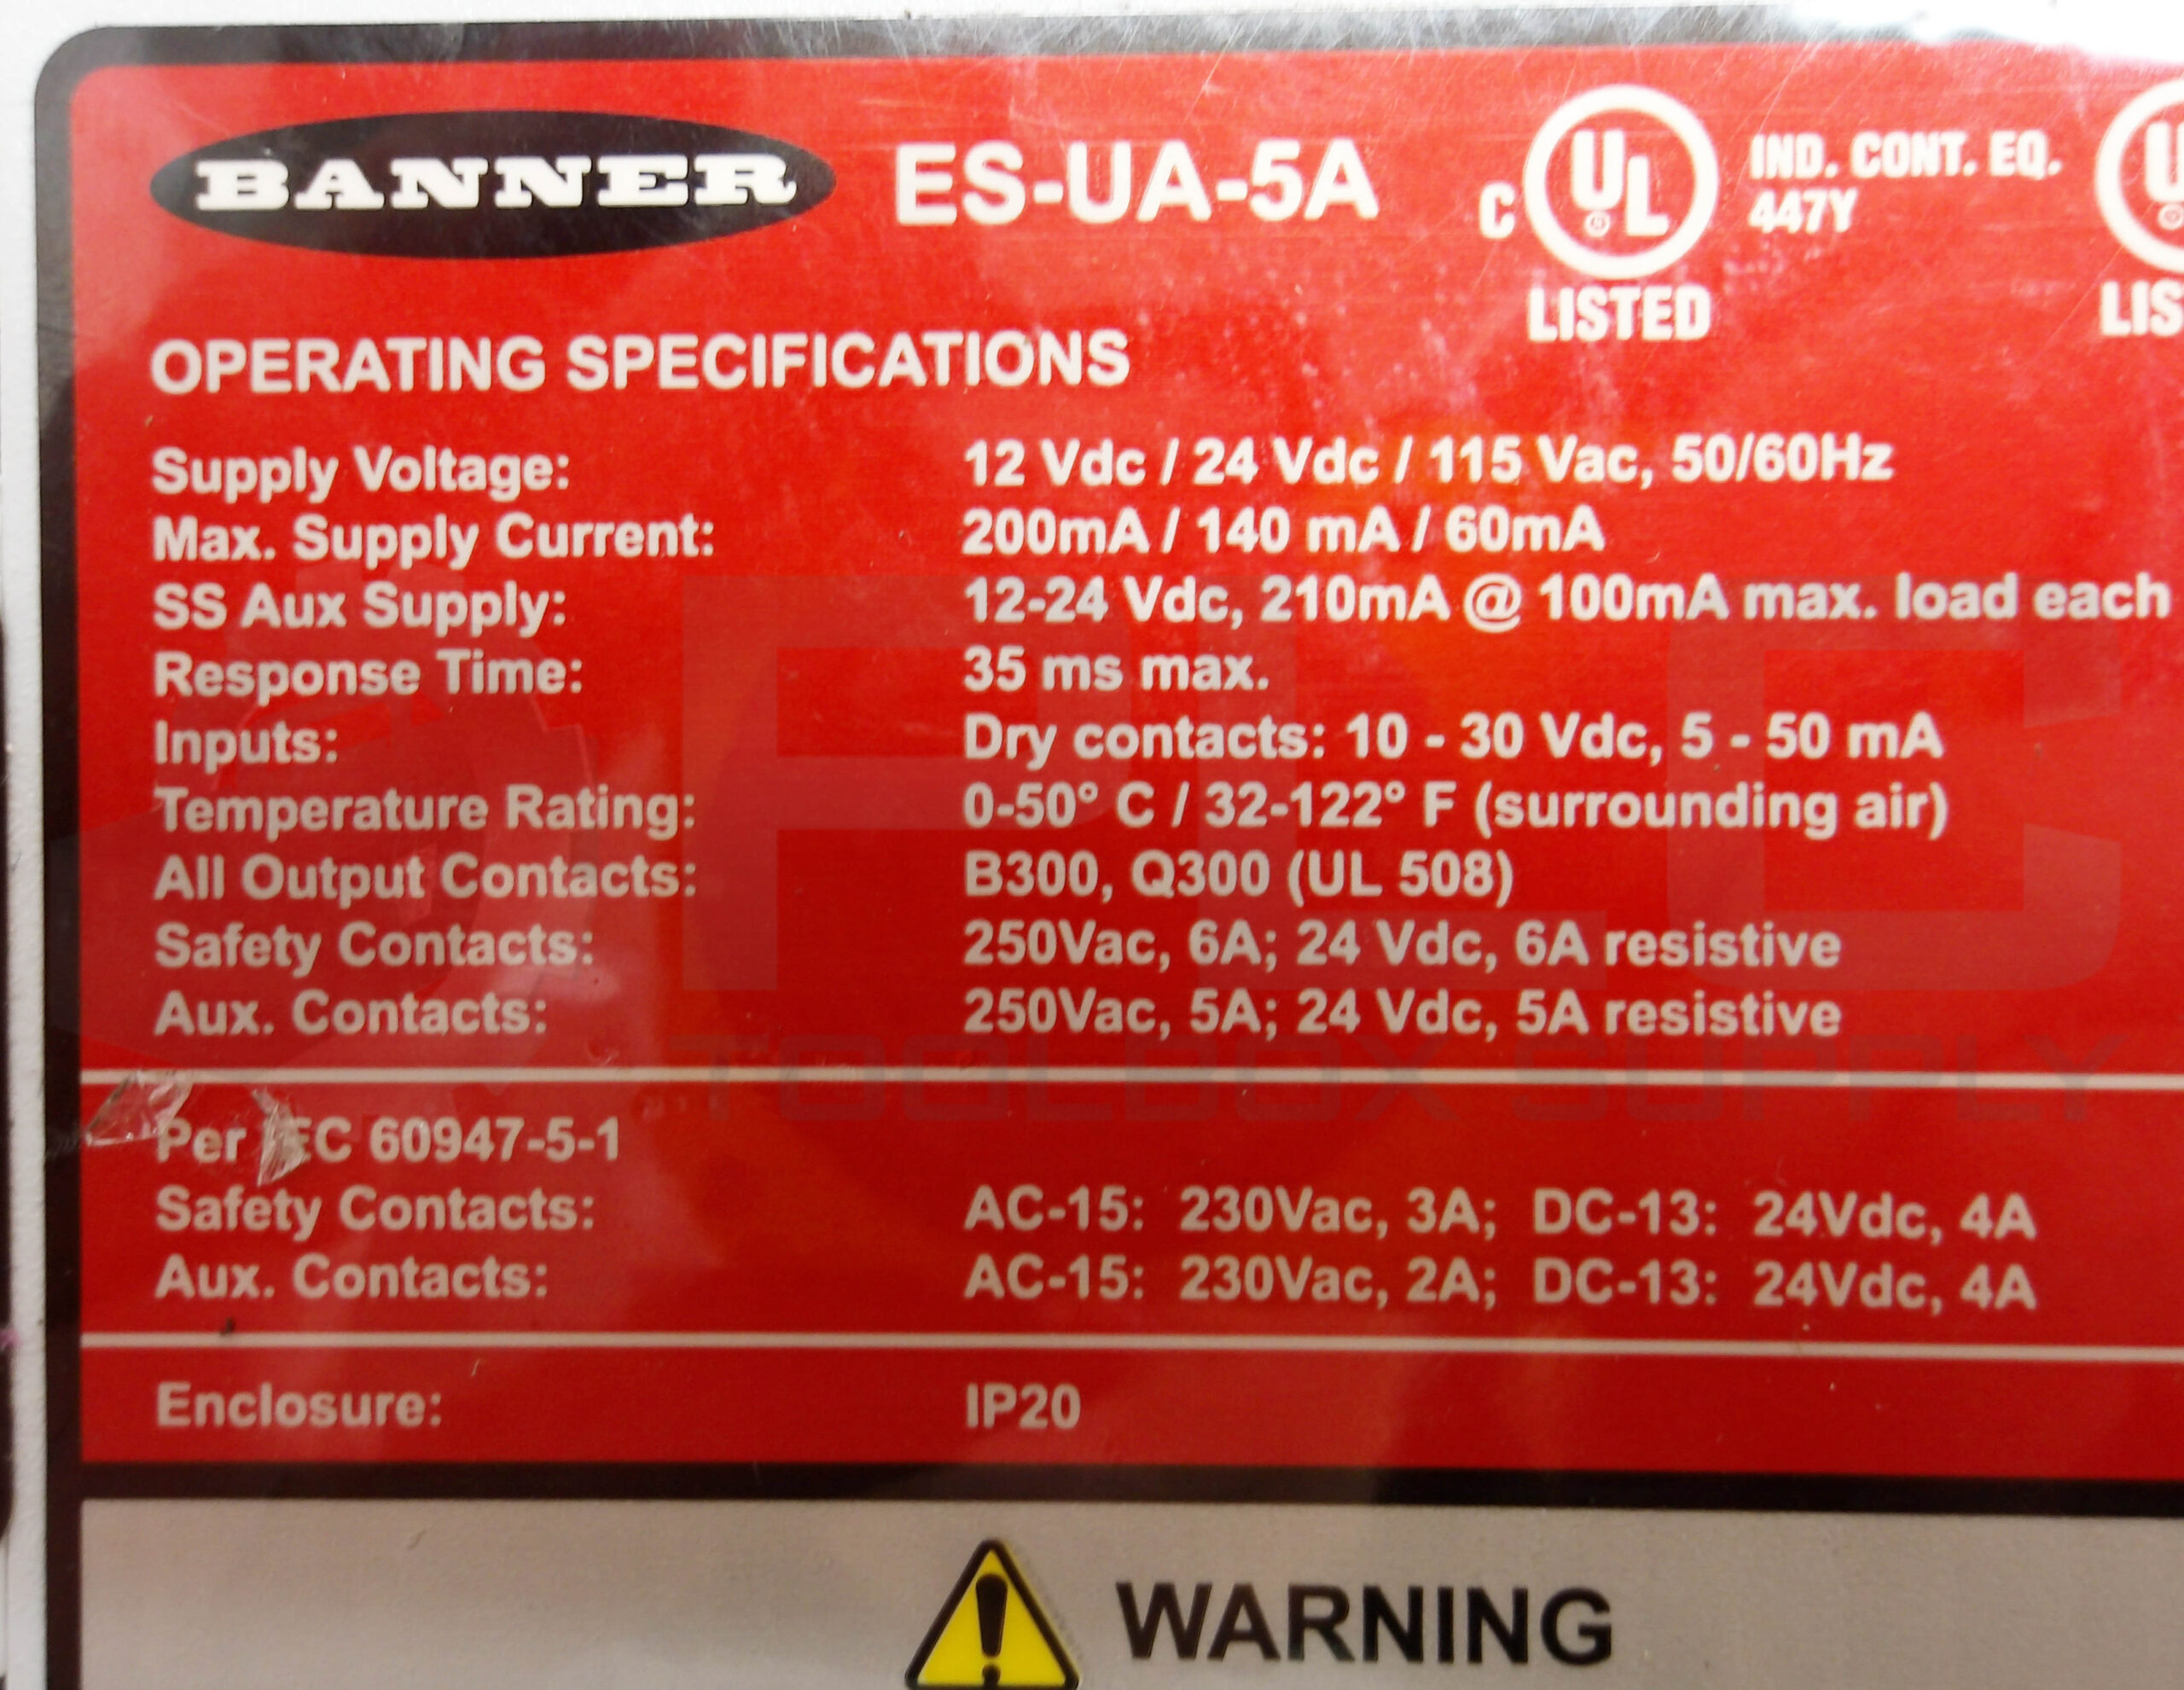 BANNER ES-UA-5A C UL LISTED IND. CONT. EQ. 447Y
OPERATING SPECIFICATIONS
Supply Voltage: 12 Vdc / 24 Vdc / 115 Vac, 50/60Hz
Max. Supply Current: 200mA / 140 mA / 60mA
SS Aux Supply: 12-24 Vdc, 210mA @ 100mA max. load each
Response Time: 35 ms max.
Inputs: Dry contacts: 10 - 30 Vdc, 5 - 50 mA
Temperature Rating: 0-50° C / 32-122° F (surrounding air)
All Output Contacts: B300, Q300 (UL 508)
Safety Contacts: 250Vac, 6A; 24 Vdc, 6A resistive
Aux. Contacts: 250Vac, 5A; 24 Vdc, 5A resistive
PLC
TOOLBOX SUPPLY
Per IEC 60947-5-1
Safety Contacts: AC-15: 230Vac, 3A; DC-13: 24Vdc, 4A
Aux. Contacts: AC-15: 230Vac, 2A; DC-13: 24Vdc, 4A
Enclosure: IP20
WARNING